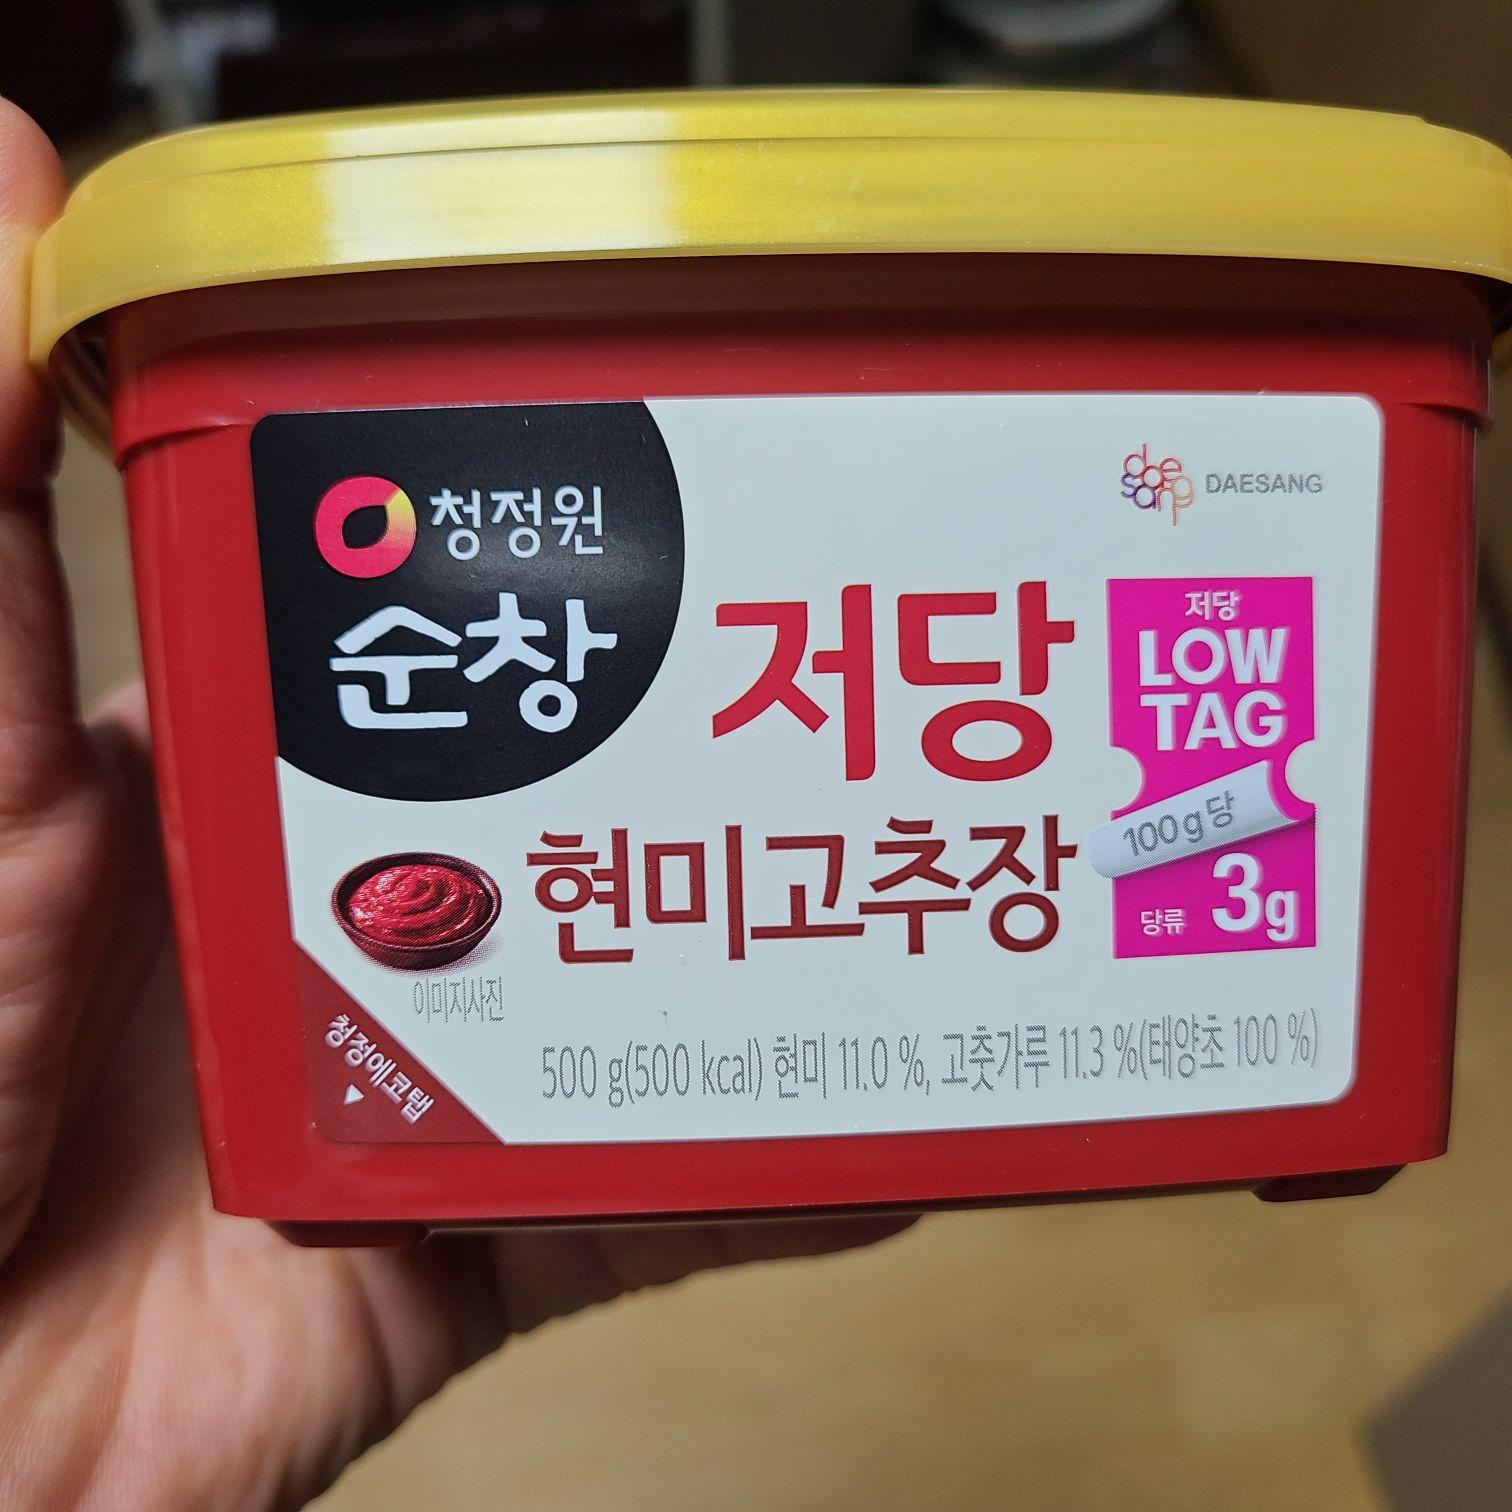 청정원
순창
daesang
DAESANG
저당
현미고추장
저당
LOW
TAG
100g당
당류 3g
이미지사진
청정에코탭
500 g(500 kcal) 현미 11.0 %, 고춧가루 11.3 %(태양초 100 %)